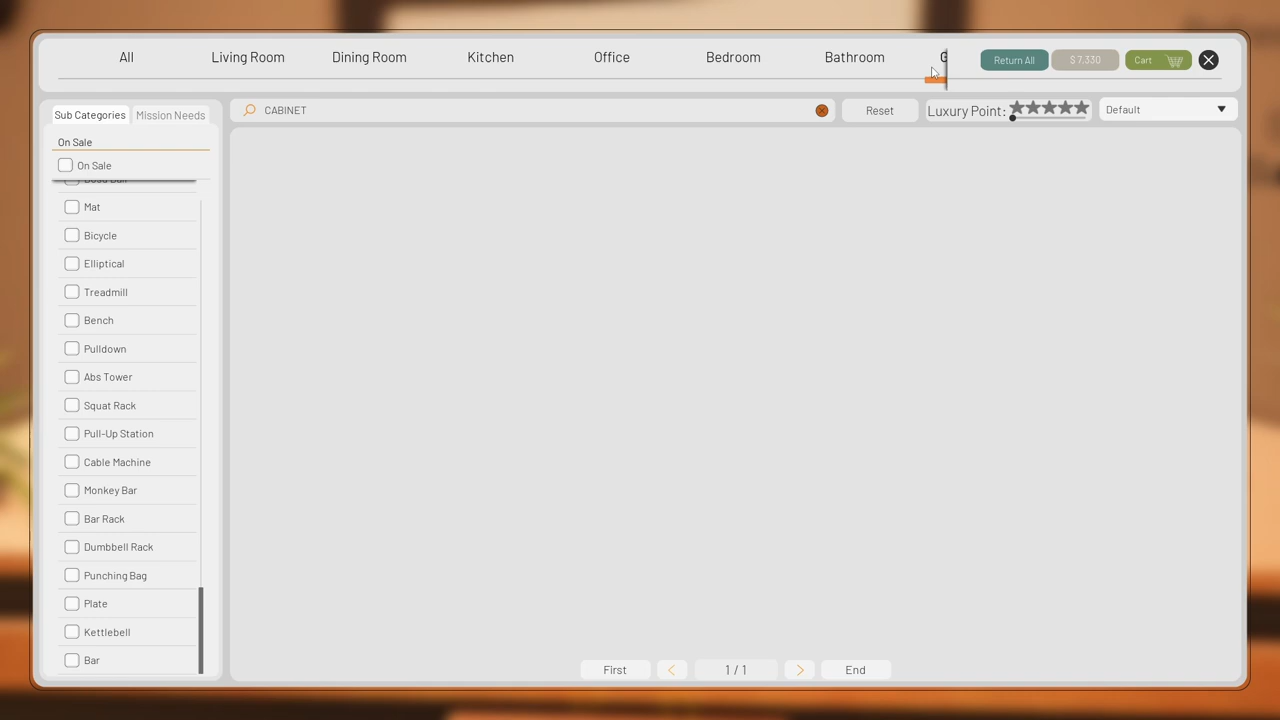 All Living Room Dining Room Kitchen Office Bedroom Bathroom
Return All $ 7,330 Cart
Sub Categories Mission Needs
CABINET
Reset
Luxury Point:
Default
On Sale
On Sale
Mat
Bicycle
Elliptical
Treadmill
Bench
Pulldown
Abs Tower
Squat Rack
Pull-Up Station
Cable Machine
Monkey Bar
Bar Rack
Dumbbell Rack
Punching Bag
Plate
Kettlebell
Bar
First < 1 / 1 > End